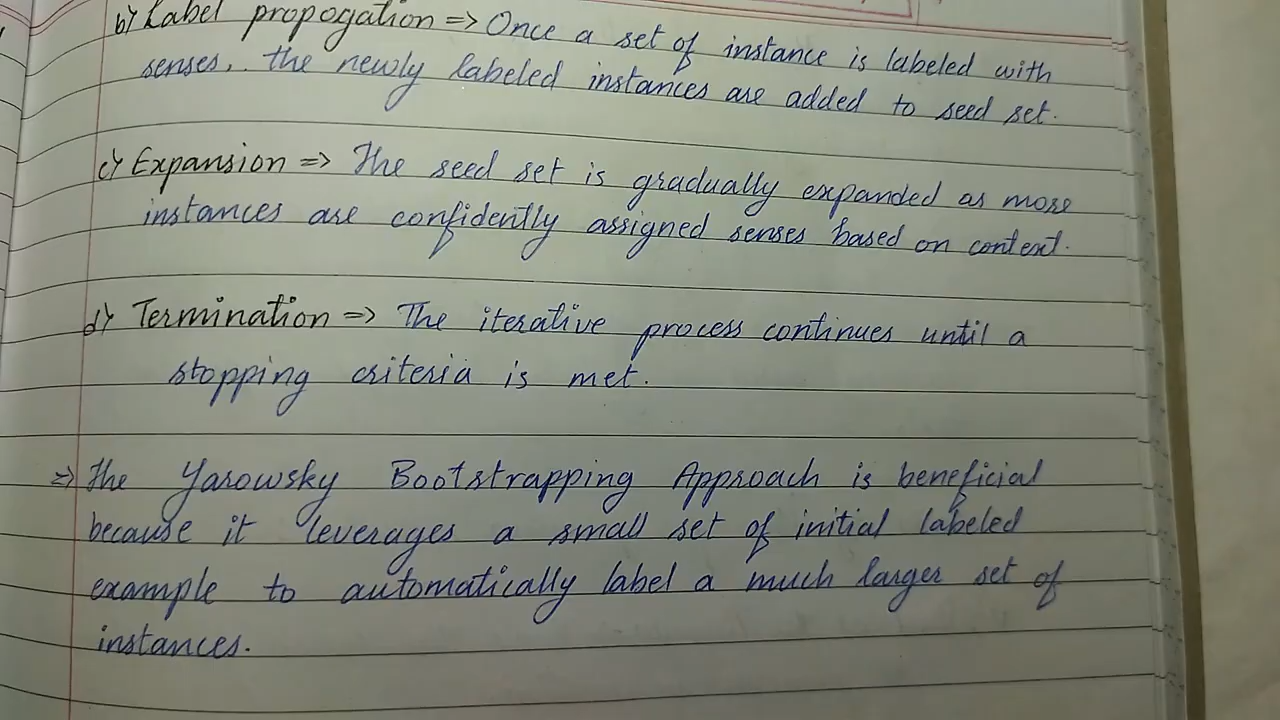 b) Label propogation => Once a set of instance is labeled with
senses, the newly labeled instances are added to seed set.
c) Expansion => The seed set is gradually expanded as more
instances are confidently assigned senses based on context.
d) Termination => The iterative process continues until a
stopping criteria is met.
=> The Yarowsky Bootstrapping Approach is beneficial
because it leverages a small set of initial labeled
example to automatically label a much larger set of
instances.